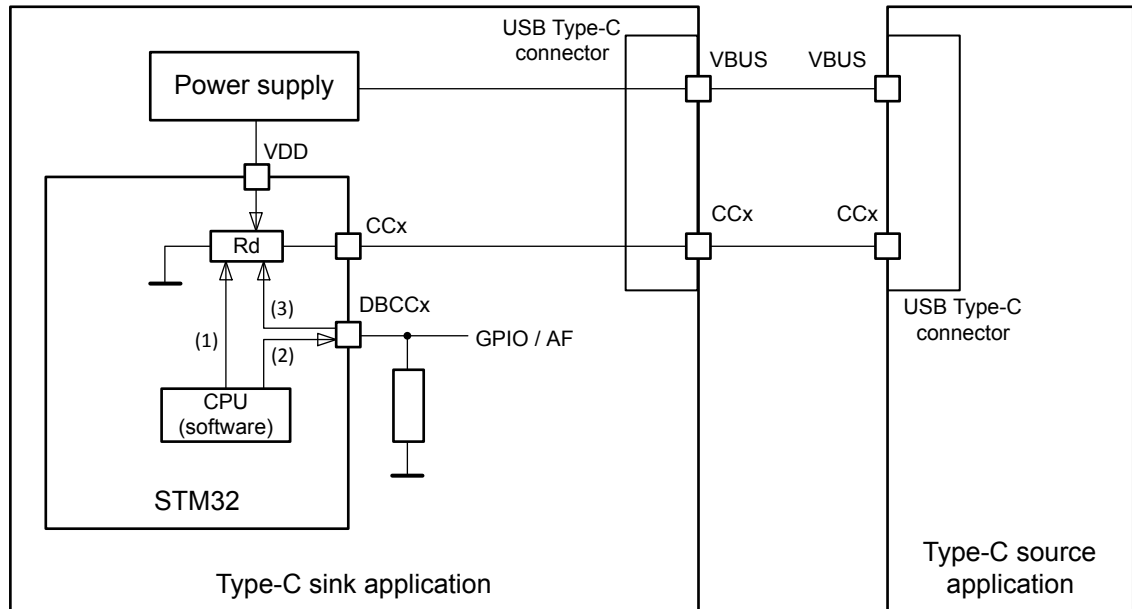 USB Type-C
connector
VBUS
VBUS
Power supply
VDD
CCx
CCx
CCx
Rd
DBCCx
USB Type-C
connector
(3)
GPIO / AF
(1)
(2)
CPU
(software)
STM32
Type-C sink application
Type-C source
application